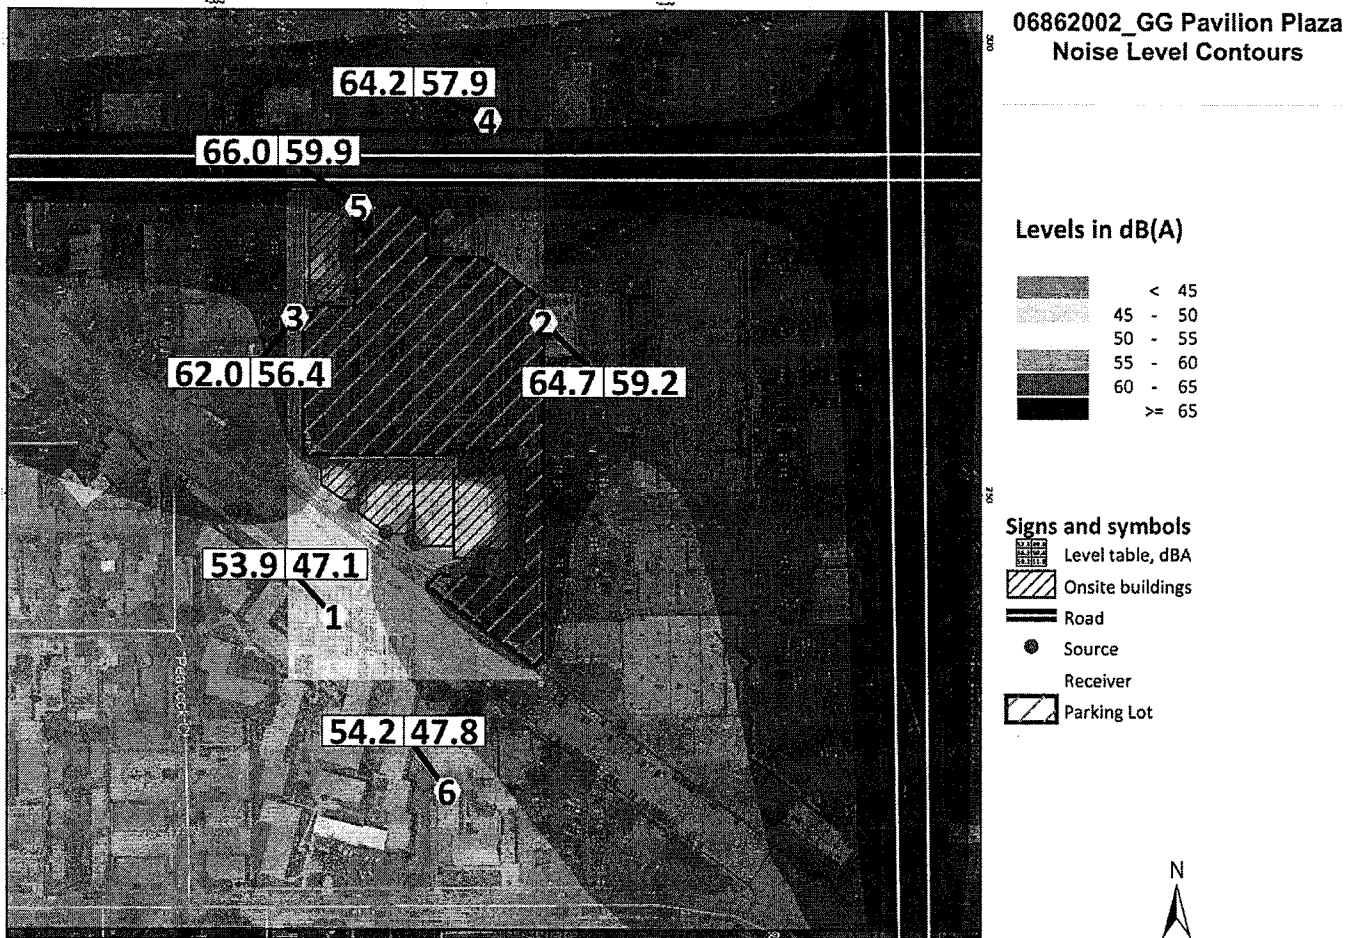 06862002_GG Pavilion Plaza
Noise Level Contours
64.2 57.9
4
66.0 59.9
5
3
2
62.0 56.4
64.7 59.2
53.9 47.1
1
54.2 47.8
6
300
250
Levels in dB(A)
< 45
45 - 50
50 - 55
55 - 60
60 - 65
>= 65
Signs and symbols
Level table, dBA
Onsite buildings
Road
Source
Receiver
Parking Lot
N